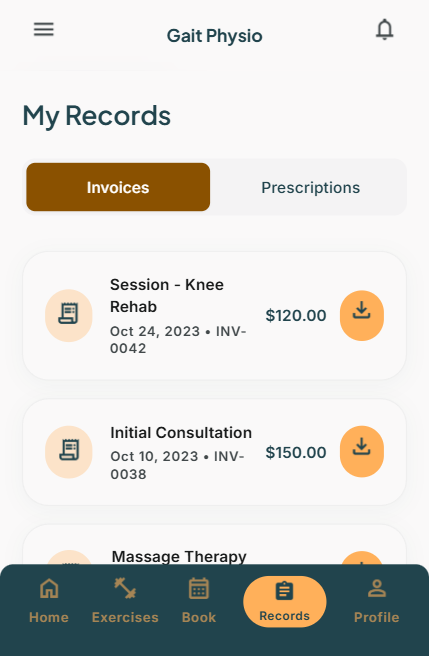 Gait Physio
My Records
Invoices
Prescriptions
Session - Knee
Rehab
Oct 24, 2023 • INV-
0042
$120.00
Initial Consultation
Oct 10, 2023 • INV-
0038
$150.00
Massage Therapy
Home
Exercises
Book
Records
Profile